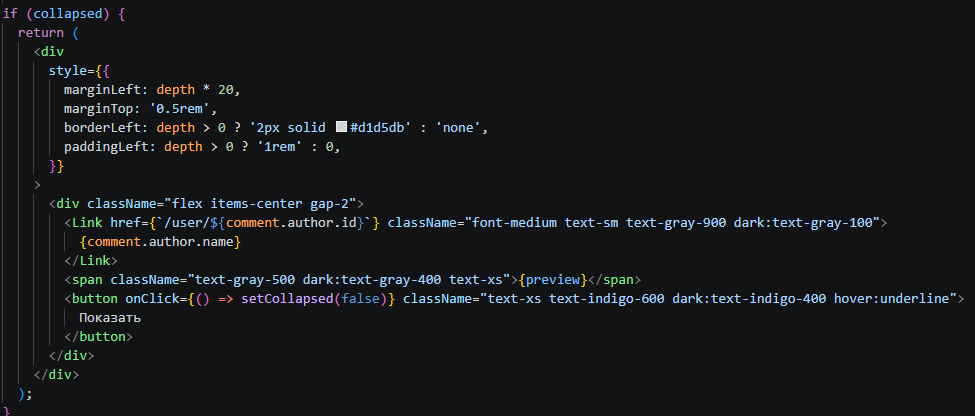 if (collapsed) {
  return (
    <div
      style={{
        marginLeft: depth * 20,
        marginTop: '0.5rem',
        borderLeft: depth > 0 ? '2px solid #d1d5db' : 'none',
        paddingLeft: depth > 0 ? '1rem' : 0,
      }}
    >
      <div className="flex items-center gap-2">
        <Link href={`/user/${comment.author.id}`} className="font-medium text-sm text-gray-900 dark:text-gray-100">
          {comment.author.name}
        </Link>
        <span className="text-gray-500 dark:text-gray-400 text-xs">{preview}</span>
        <button onClick={() => setCollapsed(false)} className="text-xs text-indigo-600 dark:text-indigo-400 hover:underline">
          Показать
        </button>
      </div>
    </div>
  );
}